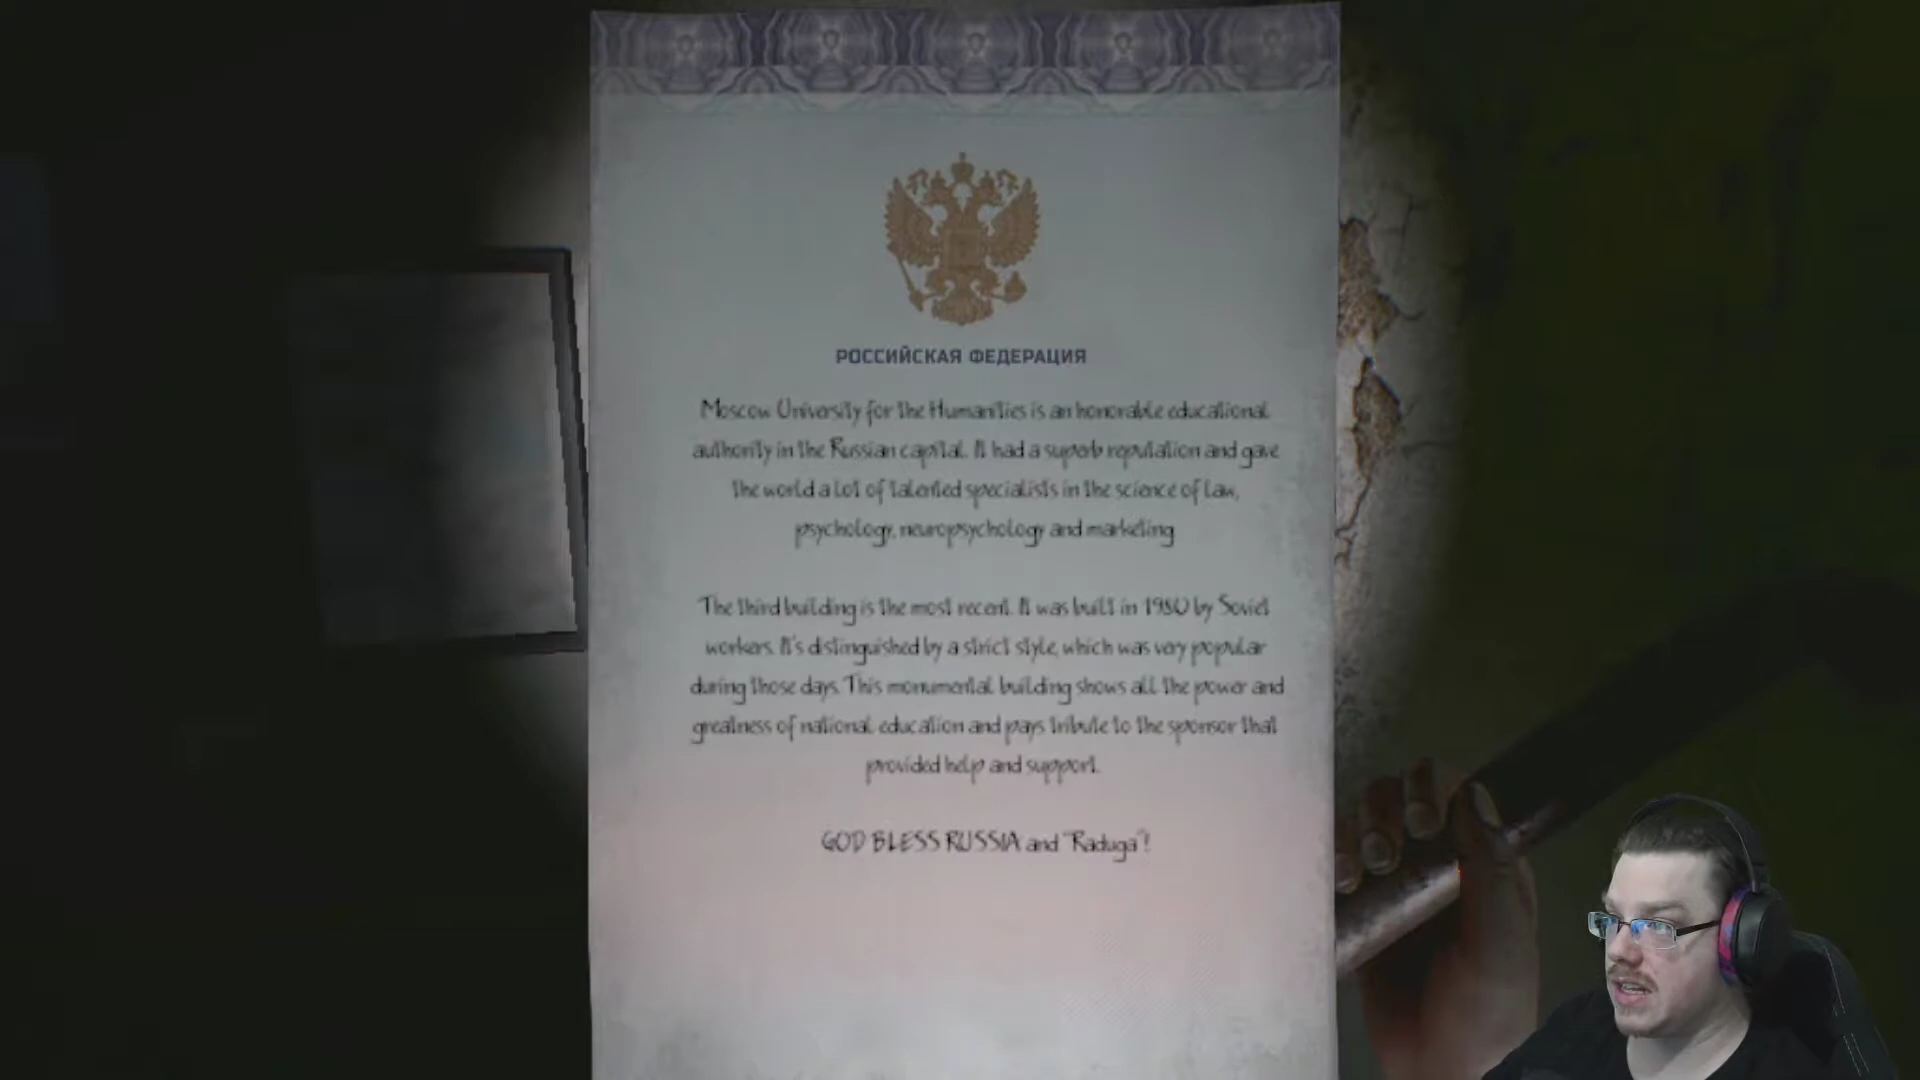 РОССИЙСКАЯ ФЕДЕРАЦИЯ
Moscow University for the Humanities is an honorable educational
authority in the Russian capital. It had a superb reputation and gave
the world a lot of talented specialists in the science of law,
psychology, neuropsychology and marketing
The third building is the most recent. It was built in 1980 by Soviet
workers. It's distinguished by a strict style, which was very popular
during those days. This monumental building shows all the power and
greatness of national education and pays tribute to the sponsor that
provided help and support.
GOD BLESS RUSSIA and "Raduga"!